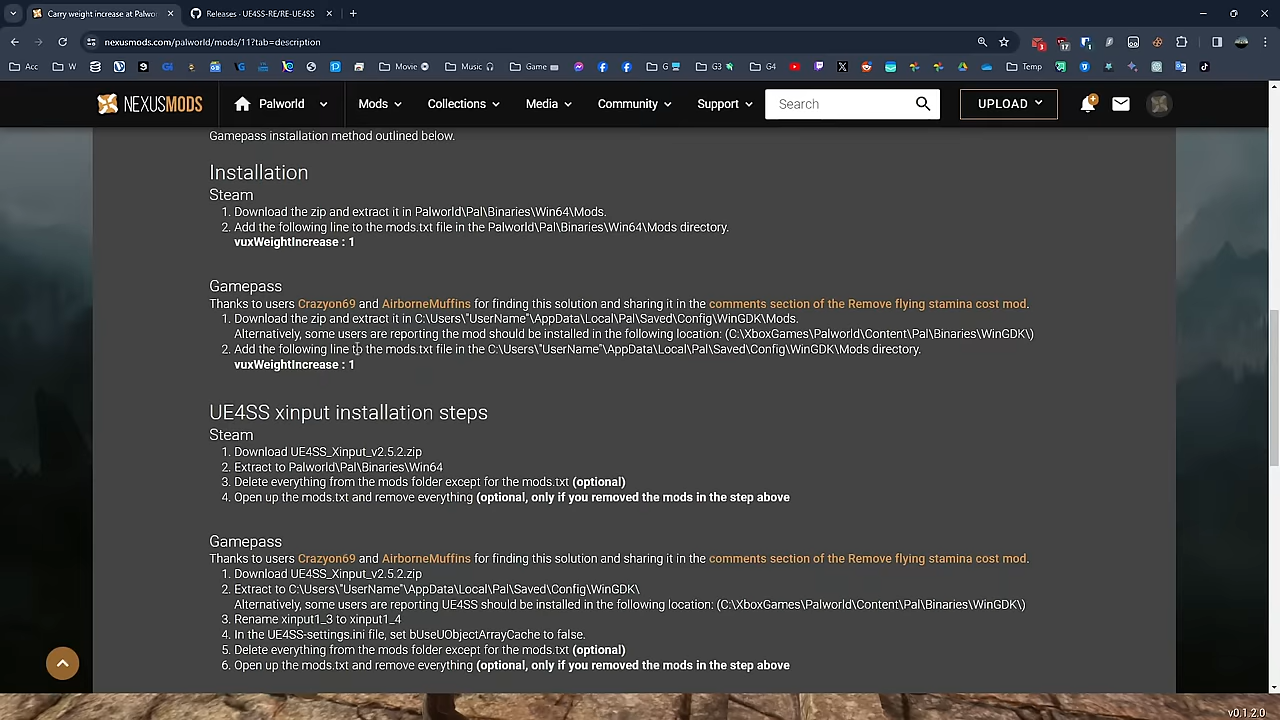 Carry weight increase at Palwo
Releases · UE4SS-RE/RE-UE4SS
nexusmods.com/palworld/mods/11?tab=description
Acc
W
Movie
Music
Game
G
G3
G4
Temp
NEXUSMODS
Palworld
Mods
Collections
Media
Community
Support
Search
UPLOAD
Gamepass installation method outlined below.
Installation
Steam
1. Download the zip and extract it in Palworld\Pal\Binaries\Win64\Mods.
2. Add the following line to the mods.txt file in the Palworld\Pal\Binaries\Win64\Mods directory.
vuxWeightIncrease : 1
Gamepass
Thanks to users Crazyon69 and AirborneMuffins for finding this solution and sharing it in the comments section of the Remove flying stamina cost mod.
1. Download the zip and extract it in C:\Users\"UserName"\AppData\Local\Pal\Saved\Config\WinGDK\Mods.
Alternatively, some users are reporting the mod should be installed in the following location: (C:\XboxGames\Palworld\Content\Pal\Binaries\WinGDK\)
2. Add the following line to the mods.txt file in the C:\Users\"UserName"\AppData\Local\Pal\Saved\Config\WinGDK\Mods directory.
vuxWeightIncrease : 1
UE4SS xinput installation steps
Steam
1. Download UE4SS_Xinput_v2.5.2.zip
2. Extract to Palworld\Pal\Binaries\Win64
3. Delete everything from the mods folder except for the mods.txt (optional)
4. Open up the mods.txt and remove everything (optional, only if you removed the mods in the step above
Gamepass
Thanks to users Crazyon69 and AirborneMuffins for finding this solution and sharing it in the comments section of the Remove flying stamina cost mod.
1. Download UE4SS_Xinput_v2.5.2.zip
2. Extract to C:\Users\"UserName"\AppData\Local\Pal\Saved\Config\WinGDK\
Alternatively, some users are reporting UE4SS should be installed in the following location: (C:\XboxGames\Palworld\Content\Pal\Binaries\WinGDK\)
3. Rename xinput1_3 to xinput1_4
4. In the UE4SS-settings.ini file, set bUseUObjectArrayCache to false.
5. Delete everything from the mods folder except for the mods.txt (optional)
6. Open up the mods.txt and remove everything (optional, only if you removed the mods in the step above
v0.1.2.0